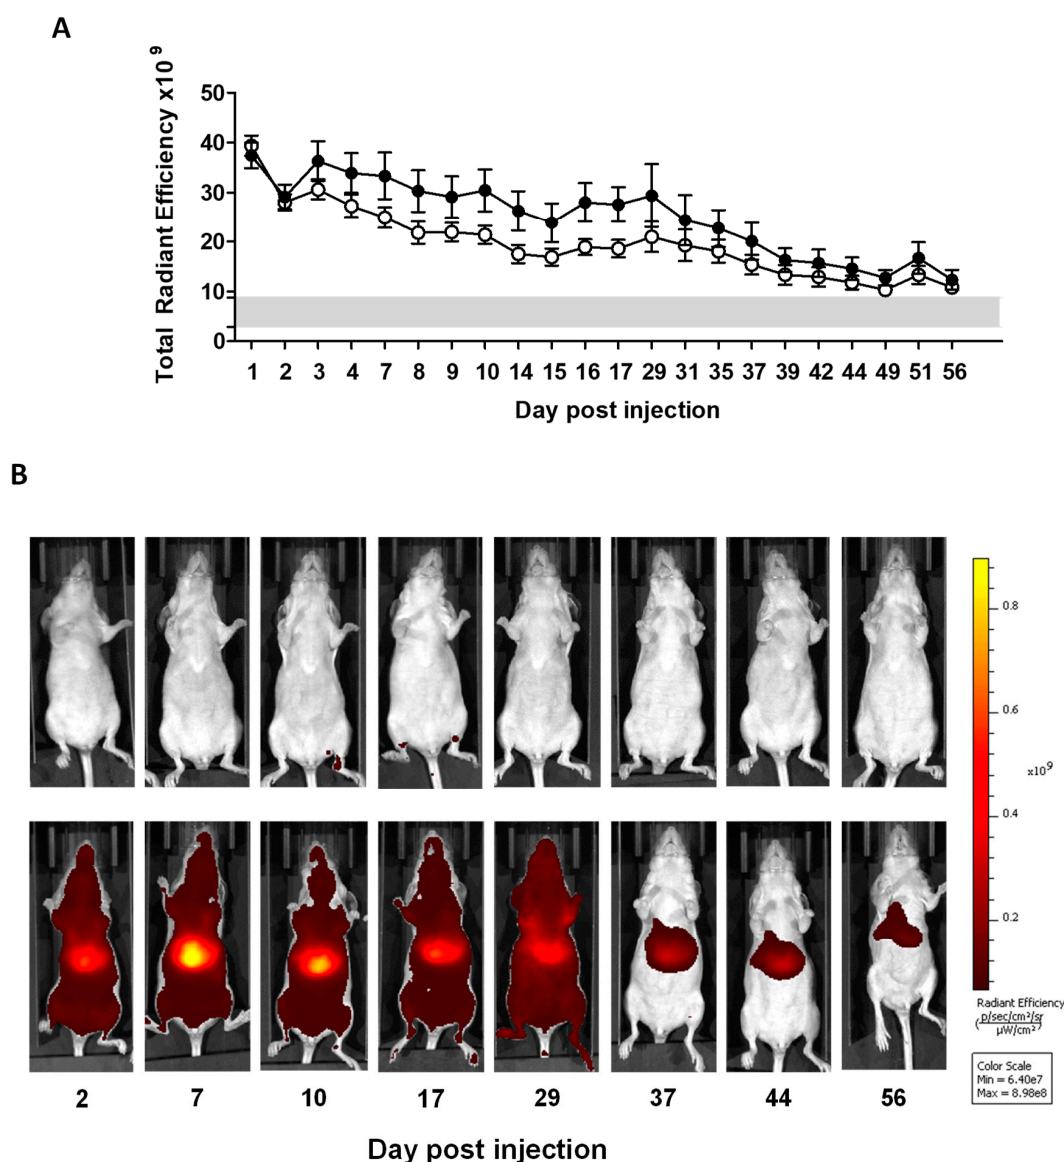 A
Total Radiant Efficiency x10 9
50
40
30
20
10
0
1 2 3 4 7 8 9 10 14 15 16 17 29 31 35 37 39 42 44 49 51 56
Day post injection
B
0.8
0.6
x10⁹
0.4
0.2
Radiant Efficiency
(p/sec/cm²/sr
µW/cm²)
Color Scale
Min = 6.40e7
Max = 8.98e8
2 7 10 17 29 37 44 56
Day post injection